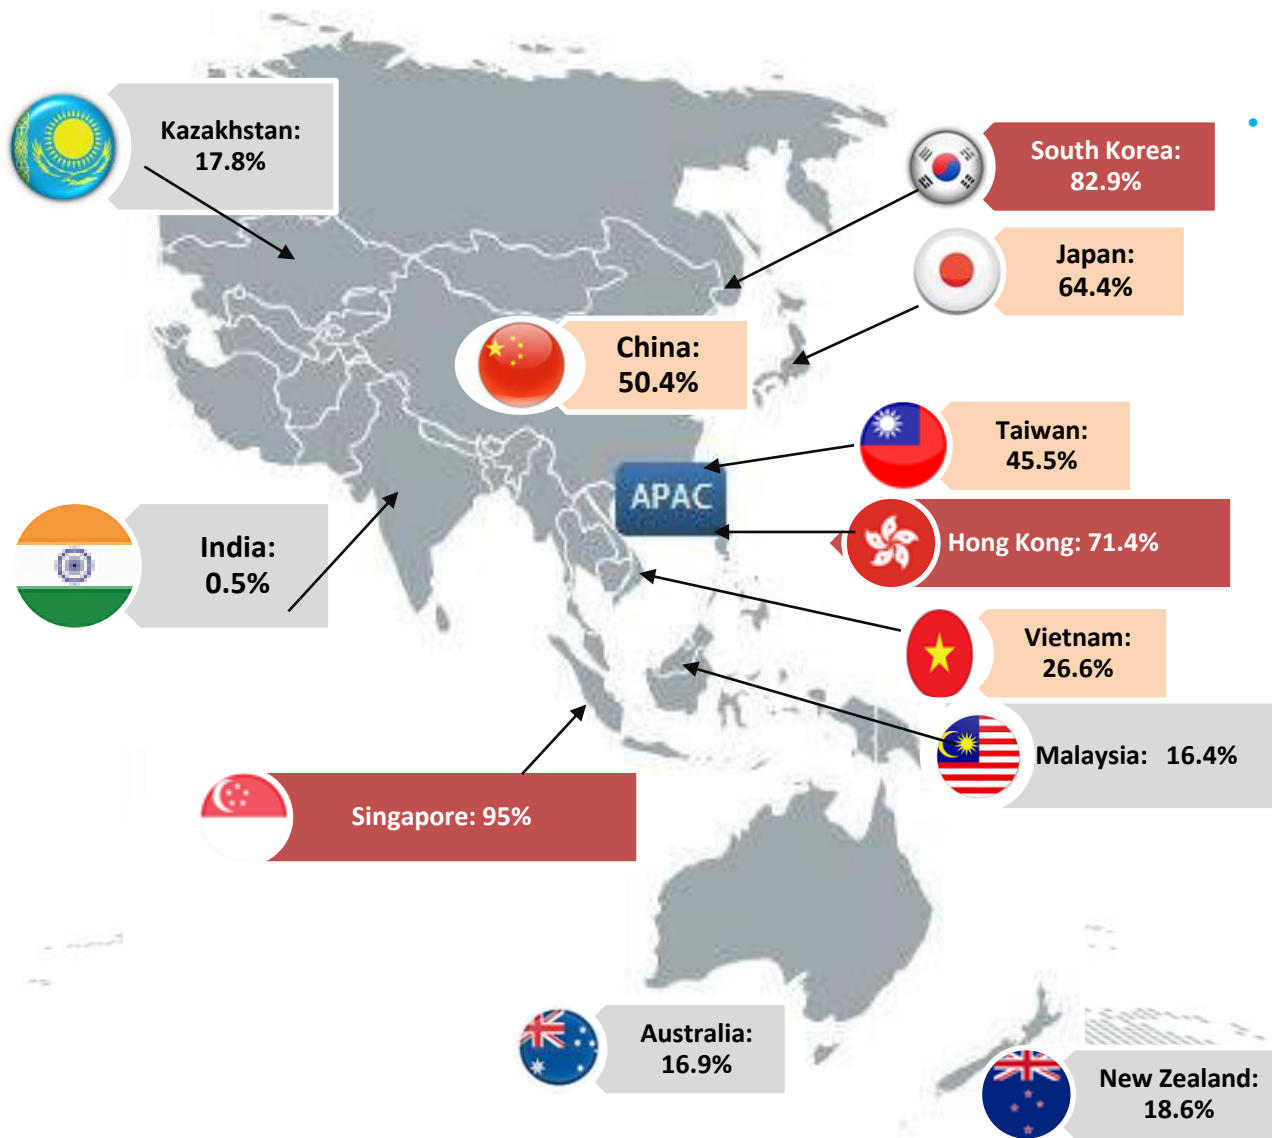 Kazakhstan:
17.8%
South Korea:
82.9%
Japan:
64.4%
China:
50.4%
Taiwan:
45.5%
APAC
India:
0.5%
Hong Kong: 71.4%
Vietnam:
26.6%
Malaysia: 16.4%
Singapore: 95%
Australia:
16.9%
New Zealand:
18.6%